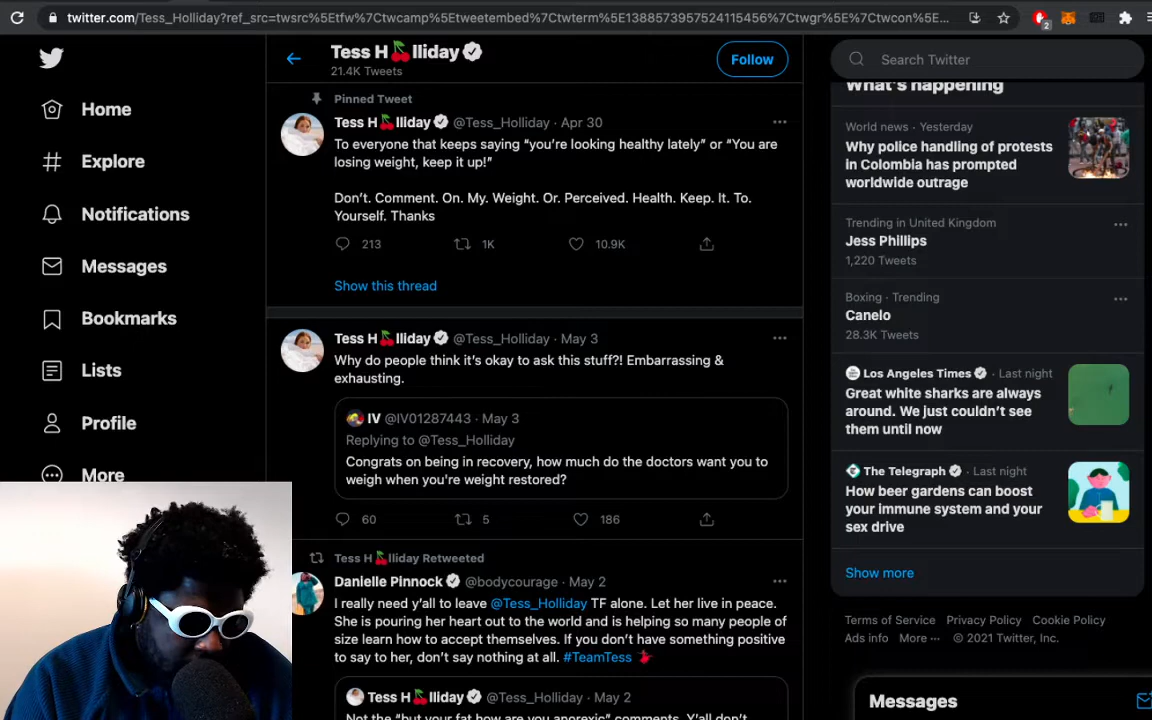 twitter.com/Tess_Holliday?ref_src=twsrc%5Etfw%7Ctwcamp%5Etweetembed%7Ctwterm%5E1388573957524115456%7Ctwgr%5E%7Ctwcon%5E...
2
Home
Explore
Notifications
Messages
Bookmarks
Lists
Profile
More
Tess H🍒lliday
21.4K Tweets
Follow
Pinned Tweet
Tess H🍒lliday @Tess_Holliday · Apr 30
To everyone that keeps saying “you’re looking healthy lately” or “You are
losing weight, keep it up!”
Don’t. Comment. On. My. Weight. Or. Perceived. Health. Keep. It. To.
Yourself. Thanks
213 1K 10.9K
Show this thread
Tess H🍒lliday @Tess_Holliday · May 3
Why do people think it’s okay to ask this stuff?! Embarrassing &
exhausting.
IV @IV01287443 · May 3
Replying to @Tess_Holliday
Congrats on being in recovery, how much do the doctors want you to
weigh when you're weight restored?
60 5 186
Tess H🍒lliday Retweeted
Danielle Pinnock @bodycourage · May 2
I really need y’all to leave @Tess_Holliday TF alone. Let her live in peace.
She is pouring her heart out to the world and is helping so many people of
size learn how to accept themselves. If you don’t have something positive
to say to her, don’t say nothing at all. #TeamTess 💃
Tess H🍒lliday @Tess_Holliday · May 2
Not the “but your fat how are you anorexic” comments. Y’all don’t
Search Twitter
What’s happening
World news · Yesterday
Why police handling of protests
in Colombia has prompted
worldwide outrage
Trending in United Kingdom
Jess Phillips
1,220 Tweets
Boxing · Trending
Canelo
28.3K Tweets
Los Angeles Times · Last night
Great white sharks are always
around. We just couldn’t see
them until now
The Telegraph · Last night
How beer gardens can boost
your immune system and your
sex drive
Show more
Terms of Service Privacy Policy Cookie Policy
Ads info More ··· © 2021 Twitter, Inc.
Messages